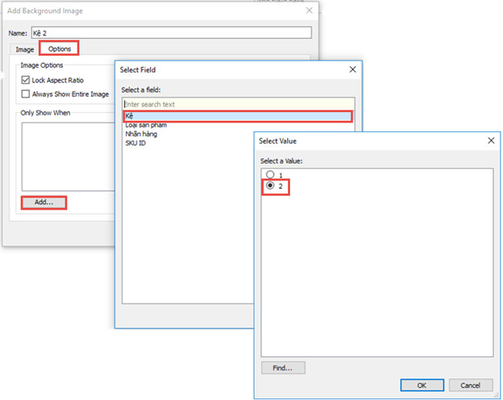 Add Background Image
Name:
Kệ 2
Image
Options
Image Options
Lock Aspect Ratio
Always Show Entire Image
Only Show When
Add...
Select Field
Select a field:
Enter search text
Kệ
Loại sản phẩm
Nhãn hàng
SKU ID
Select Value
Select a Value:
1
2
Find...
OK
Cancel